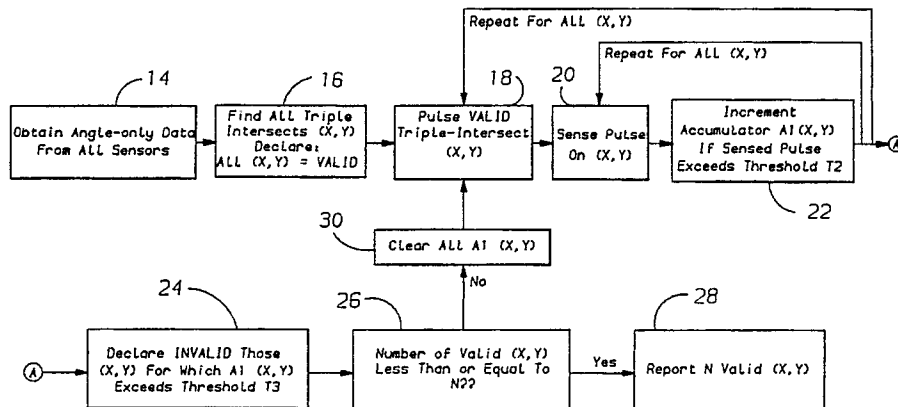 Repeat For All (X,Y)
Repeat For All (X,Y)
14
16
18
20
Obtain Angle-only Data
From All Sensors
Find All Triple
Intersects (X,Y)
Declare:
All (X,Y) = VALID
Pulse VALID
Triple-Intersect
(X,Y)
Sense Pulse
On (X,Y)
Increment
Accumulator A1(X,Y)
If Sensed Pulse
Exceeds Threshold T2
A
22
30
Clear All A1 (X,Y)
No
24
26
28
A
Declare INVALID Those
(X,Y) For Which A1 (X,Y)
Exceeds Threshold T3
Number of Valid (X,Y)
Less Than or Equal To
N??
Yes
Report N Valid (X,Y)